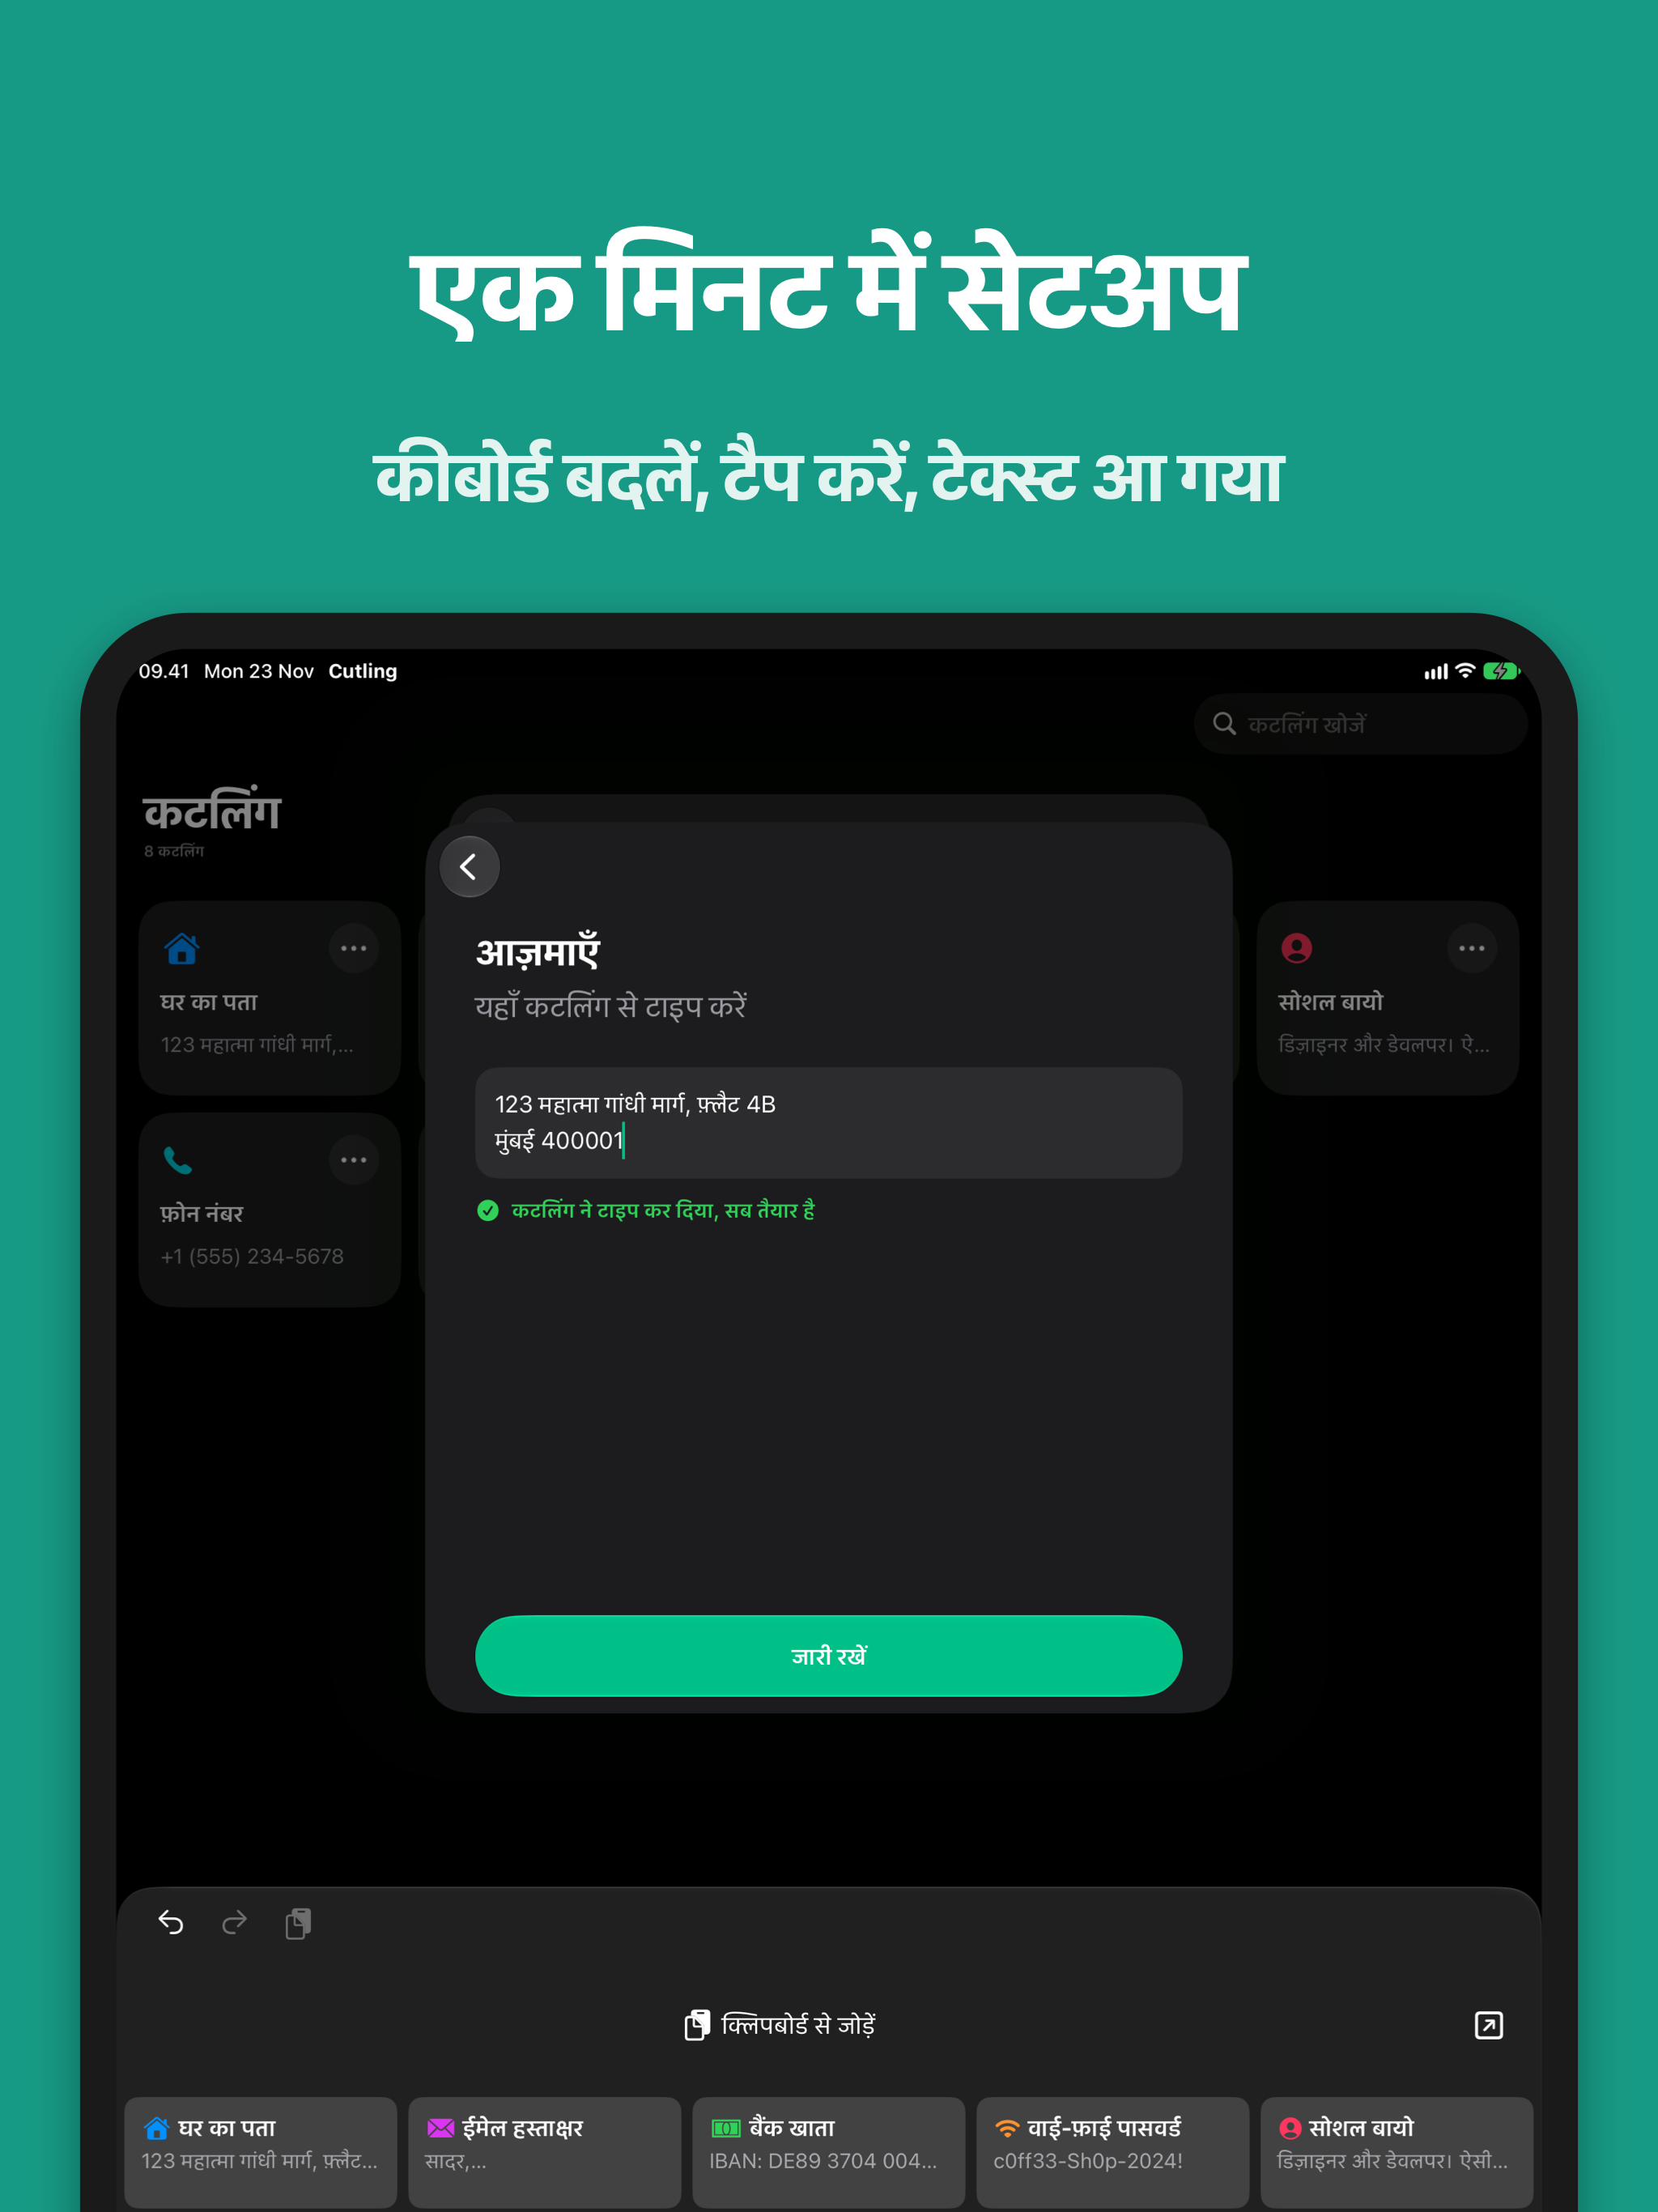 एक मिनट में सेटअप
कीबोर्ड बदलें, टैप करें, टेक्स्ट आ गया
09.41 Mon 23 Nov Cutling
कटलिंग खोजें
कटलिंग
8 कटलिंग
घर का पता
123 महात्मा गांधी मार्ग,...
सोशल बायो
डिज़ाइनर और डेवलपर। ऐ...
फ़ोन नंबर
+1 (555) 234-5678
आज़माएँ
यहाँ कटलिंग से टाइप करें
123 महात्मा गांधी मार्ग, फ़्लैट 4B
मुंबई 400001
कटलिंग ने टाइप कर दिया, सब तैयार है
जारी रखें
क्लिपबोर्ड से जोड़ें
घर का पता
123 महात्मा गांधी मार्ग, फ़्लैट...
ईमेल हस्ताक्षर
सादर,...
बैंक खाता
IBAN: DE89 3704 004...
वाई-फ़ाई पासवर्ड
c0ff33-Sh0p-2024!
सोशल बायो
डिज़ाइनर और डेवलपर। ऐसी...